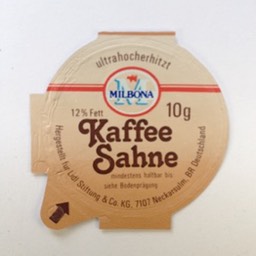 ultrahocherhitzt
MILBONA
12% Fett
10g
Kaffee
Sahne
mindestens haltbar bis
siehe Bodenprägung
Hergestellt für Lidl Stiftung & Co. KG, 7107 Neckarsulm, BR Deutschland